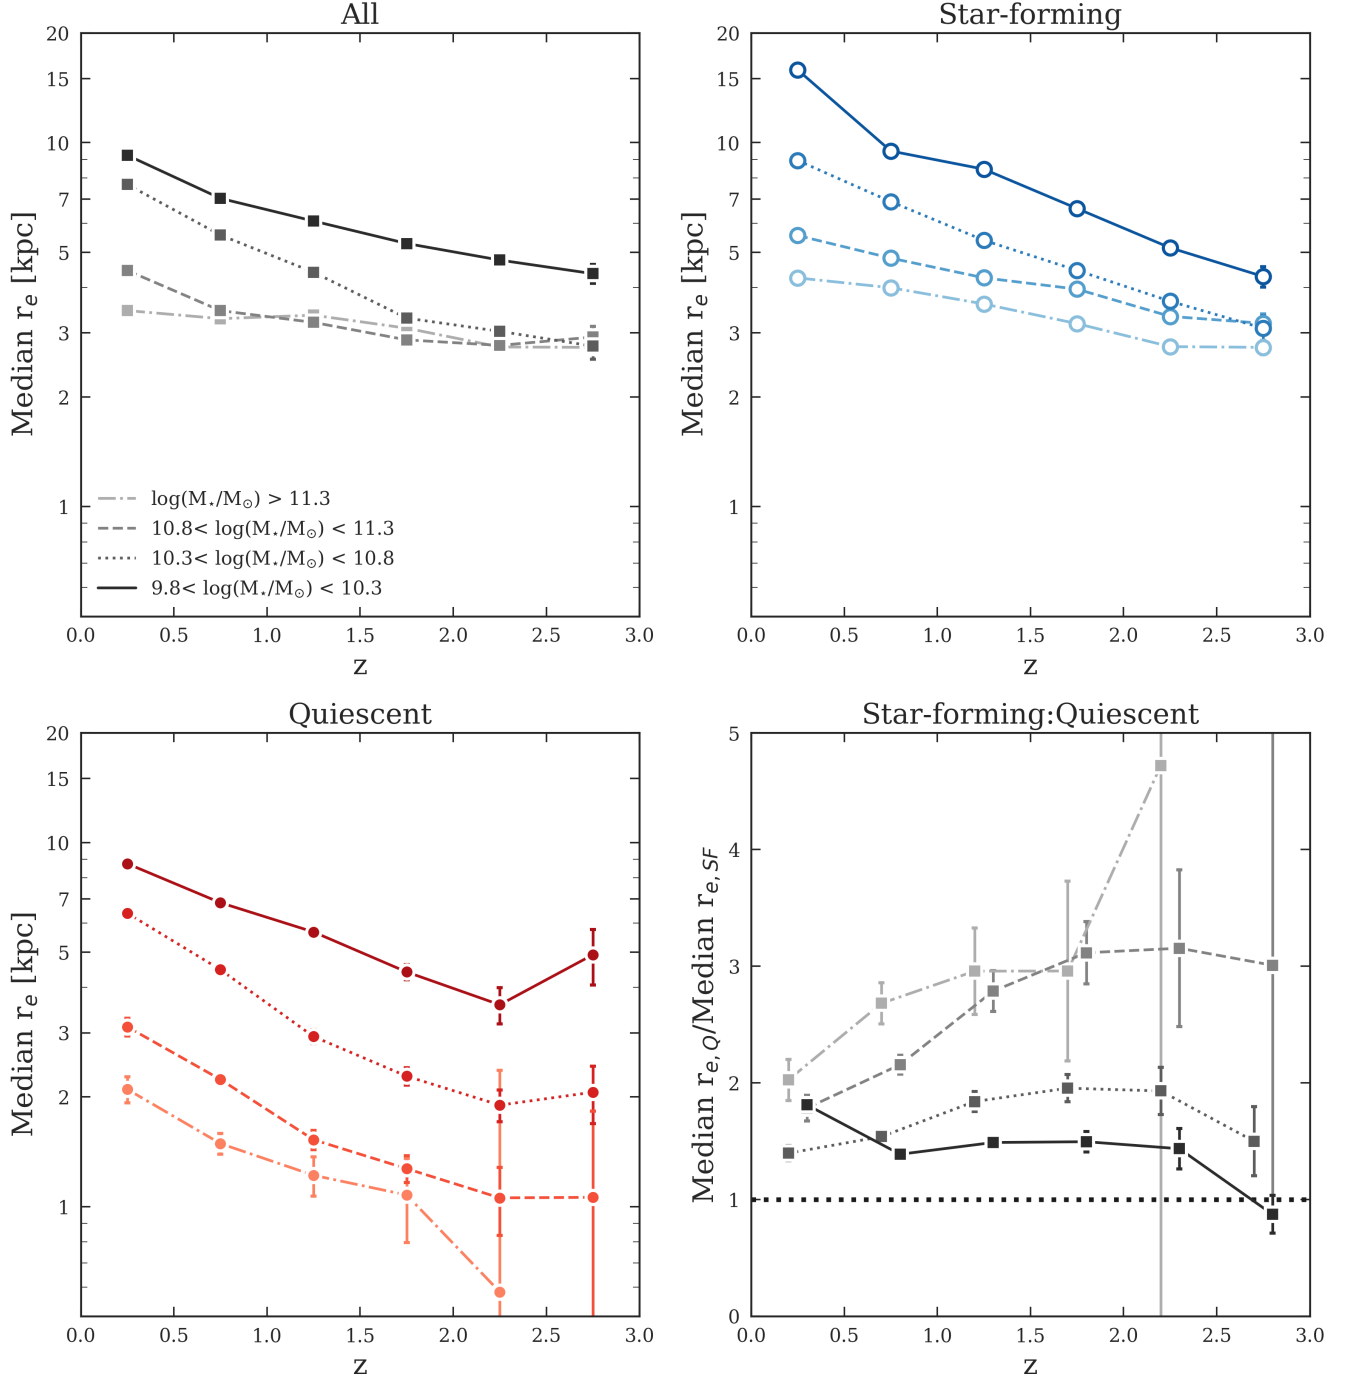 All
20
15
10
7
5
3
2
1
Median r_e [kpc]
log(M⋆/M⊙) > 11.3
10.8< log(M⋆/M⊙) < 11.3
10.3< log(M⋆/M⊙) < 10.8
9.8< log(M⋆/M⊙) < 10.3
0.0 0.5 1.0 1.5 2.0 2.5 3.0
z
Star-forming
20
15
10
7
5
3
2
1
Median r_e [kpc]
0.0 0.5 1.0 1.5 2.0 2.5 3.0
z
Quiescent
20
15
10
7
5
3
2
1
Median r_e [kpc]
0.0 0.5 1.0 1.5 2.0 2.5 3.0
z
Star-forming:Quiescent
5
4
3
2
1
0
Median r_e,Q/Median r_e,SF
0.0 0.5 1.0 1.5 2.0 2.5 3.0
z